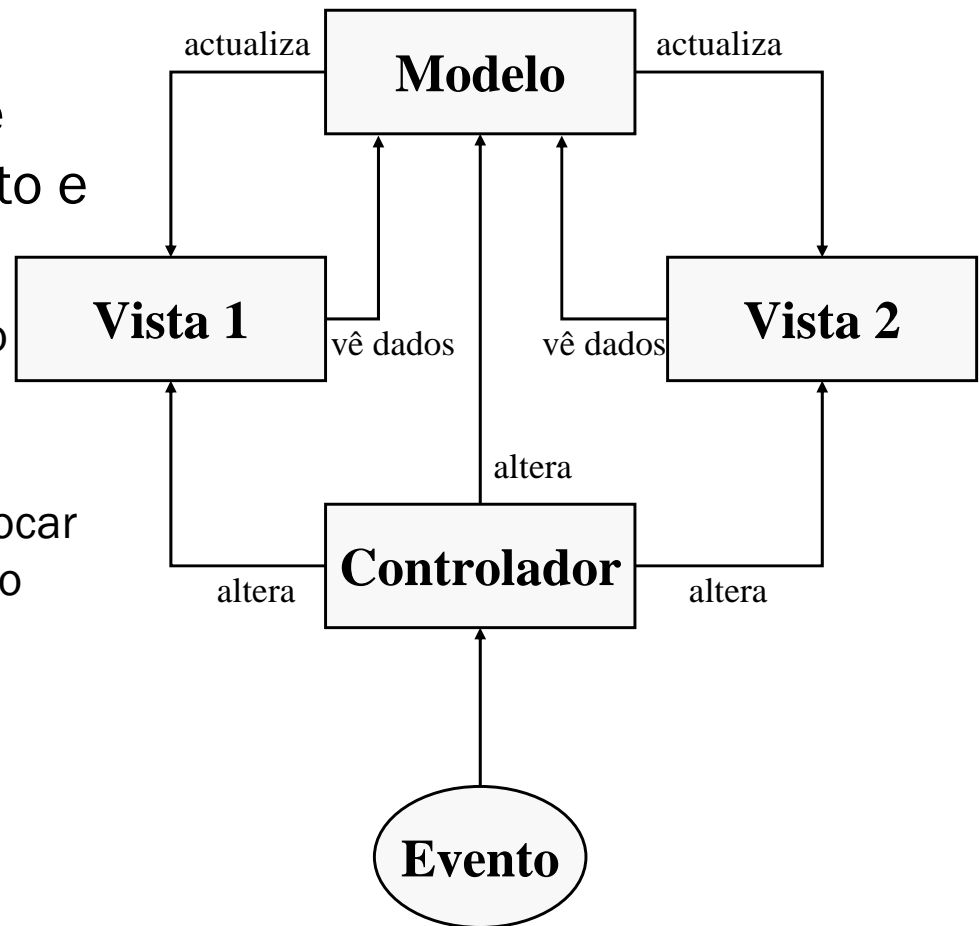 actualiza
actualiza
Modelo
e
to e
Vista 1
Vista 2
o
vê dados
vê dados
altera
ocar
Controlador
o
altera
altera
Evento